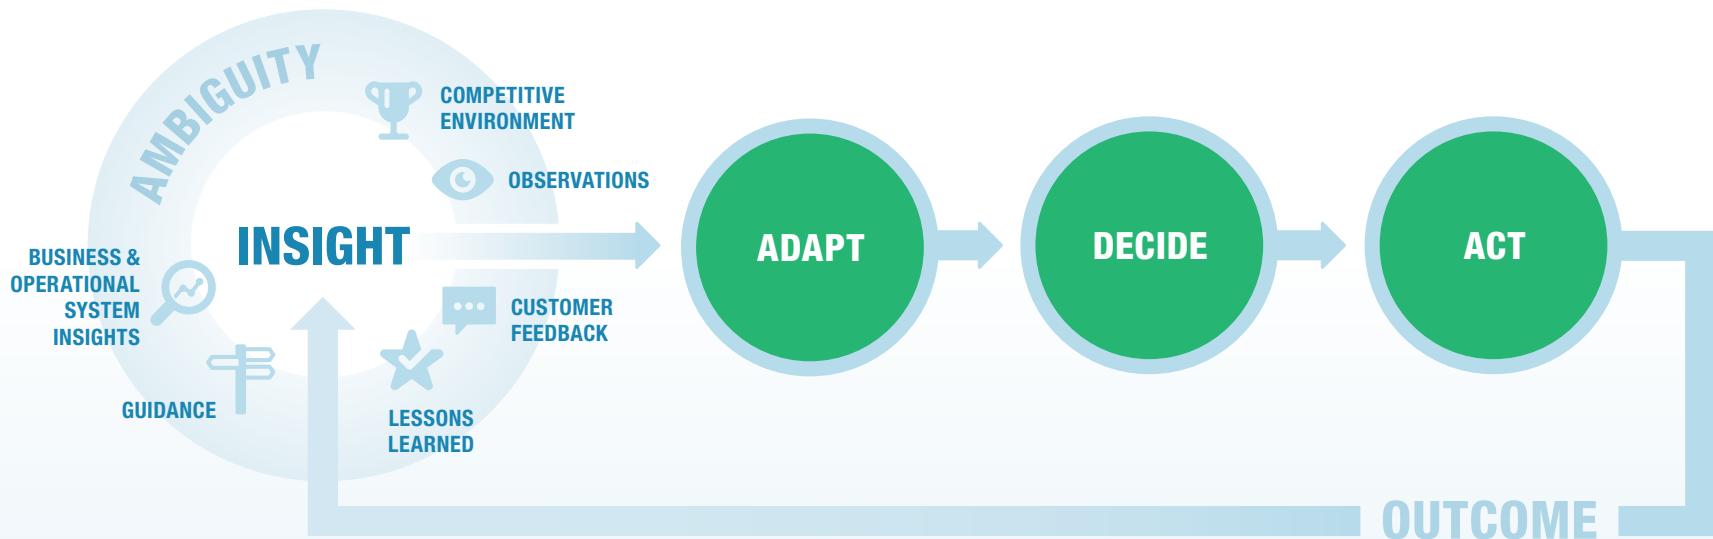 AMBIGUITY
COMPETITIVE
ENVIRONMENT
OBSERVATIONS
INSIGHT
BUSINESS &
OPERATIONAL
SYSTEM
INSIGHTS
CUSTOMER
FEEDBACK
GUIDANCE
LESSONS
LEARNED
ADAPT
DECIDE
ACT
OUTCOME